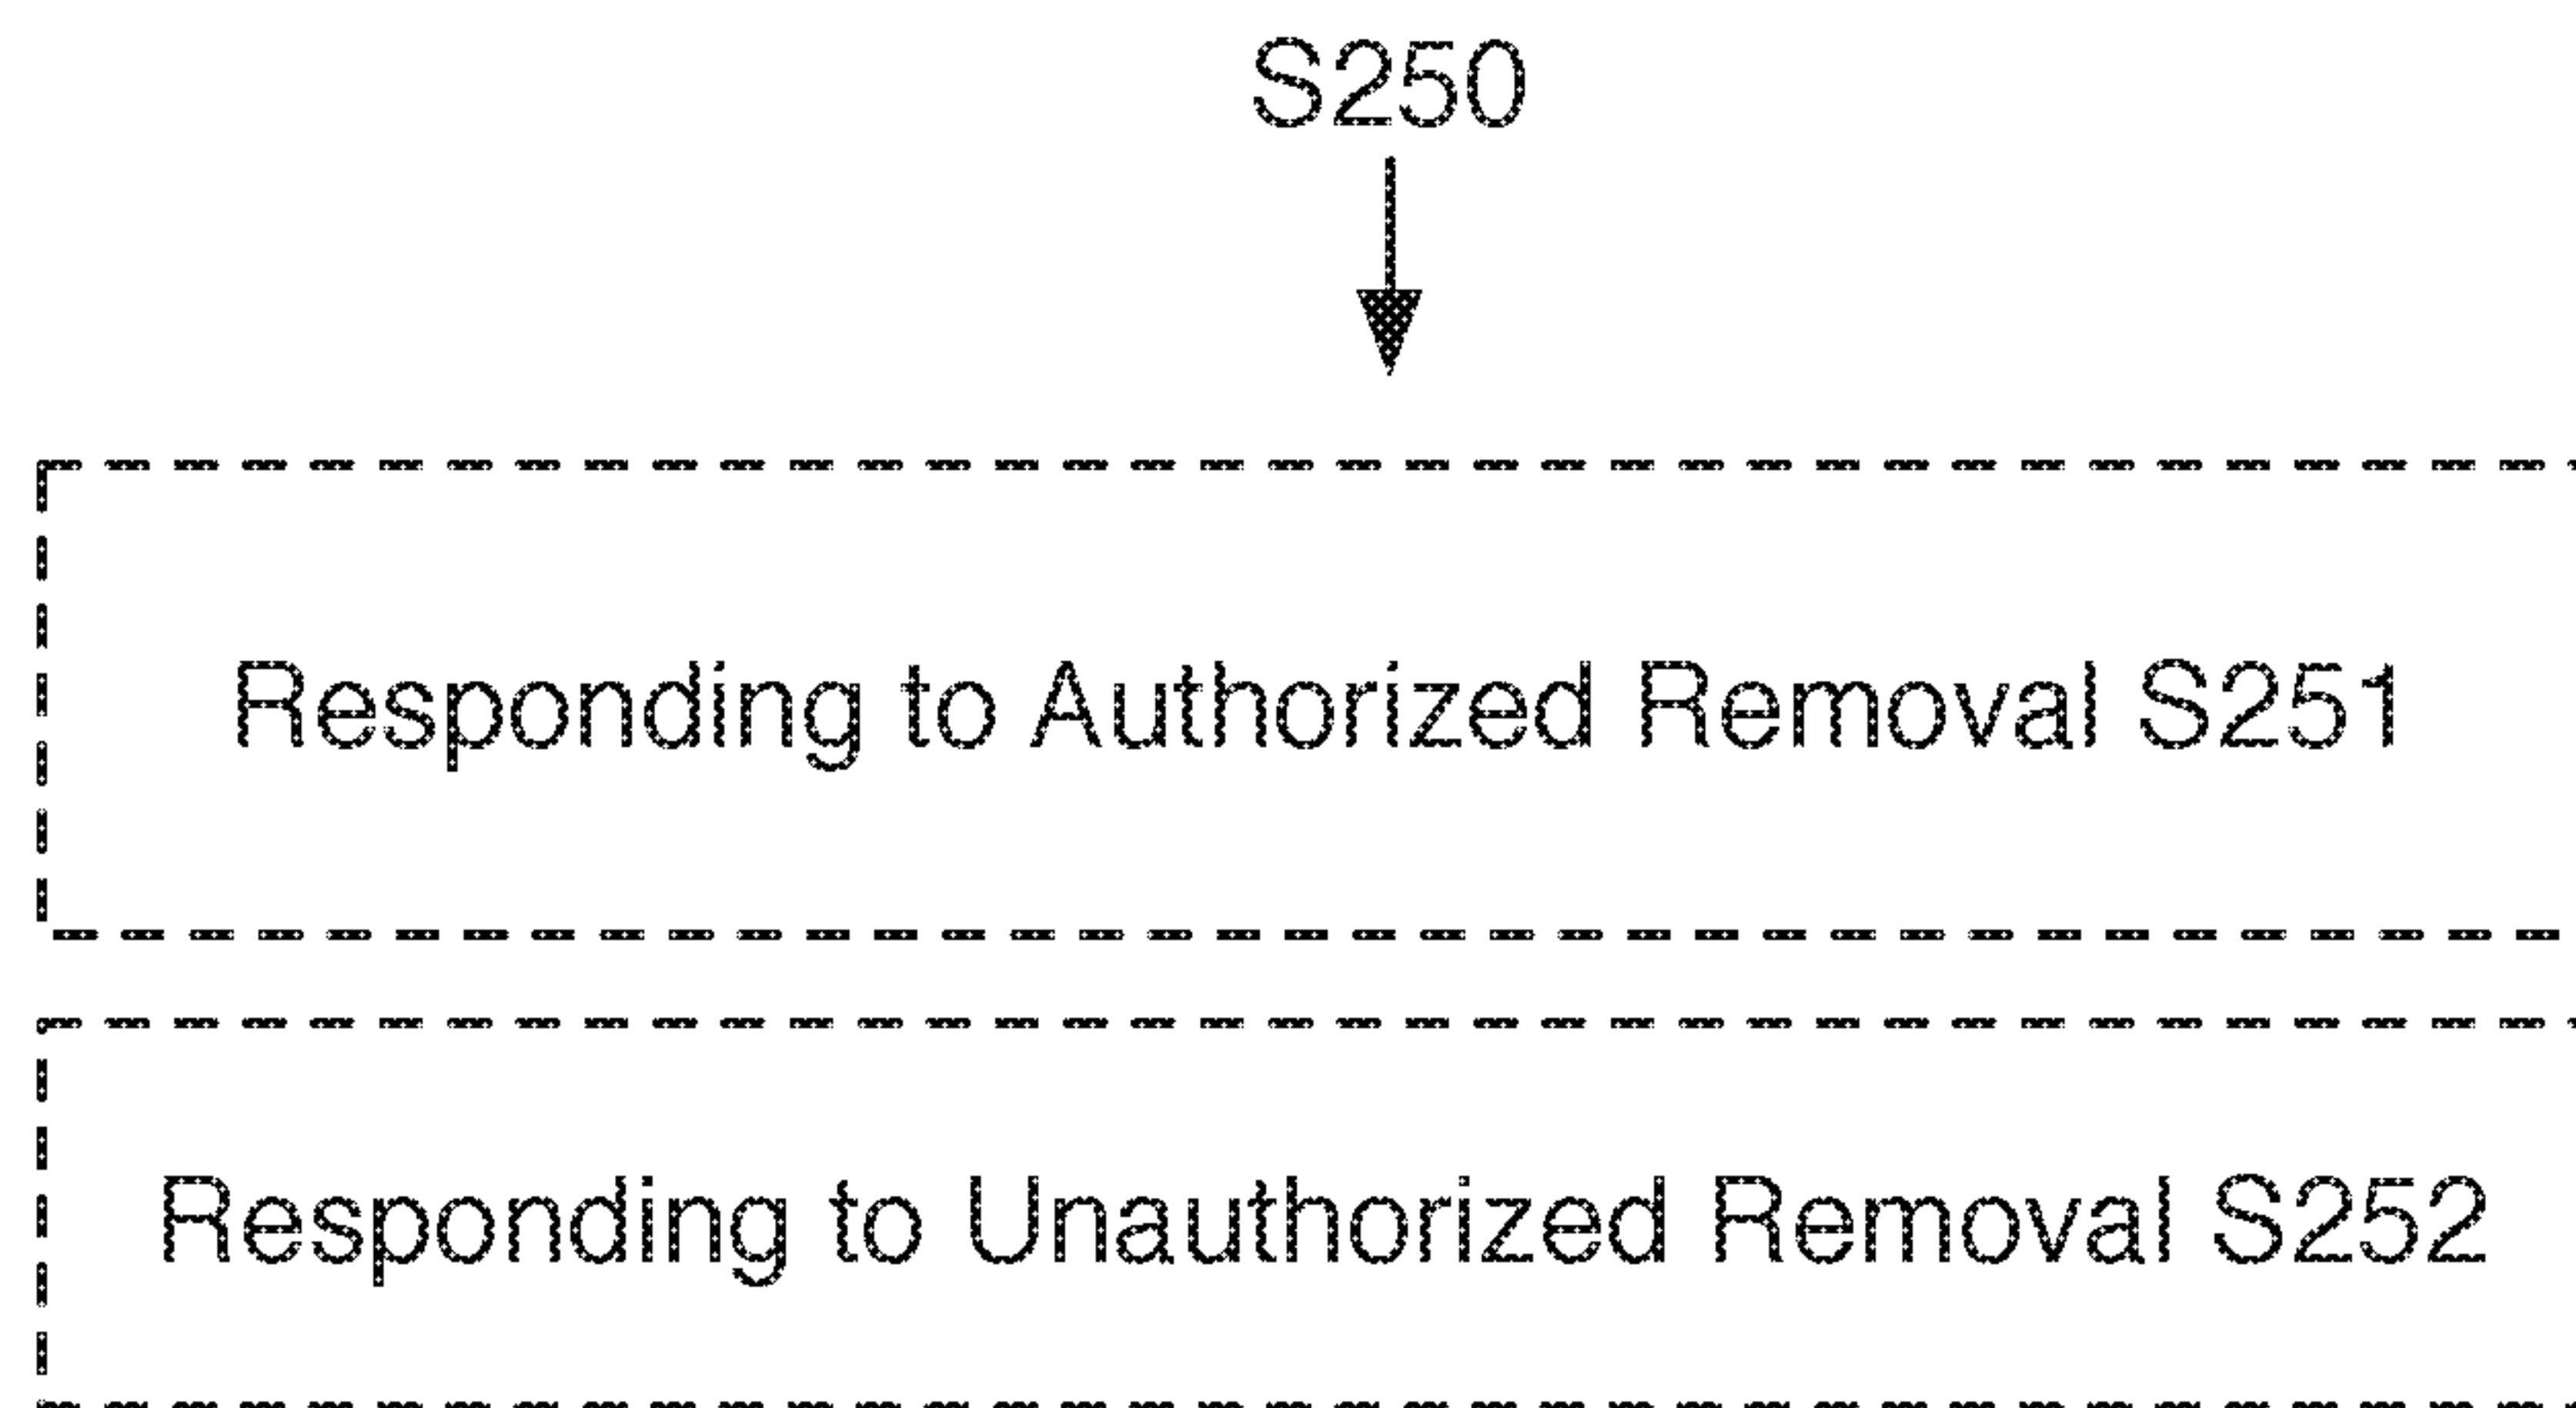 S250
Responding to Authorized Removal S251
Responding to Unauthorized Removal S252